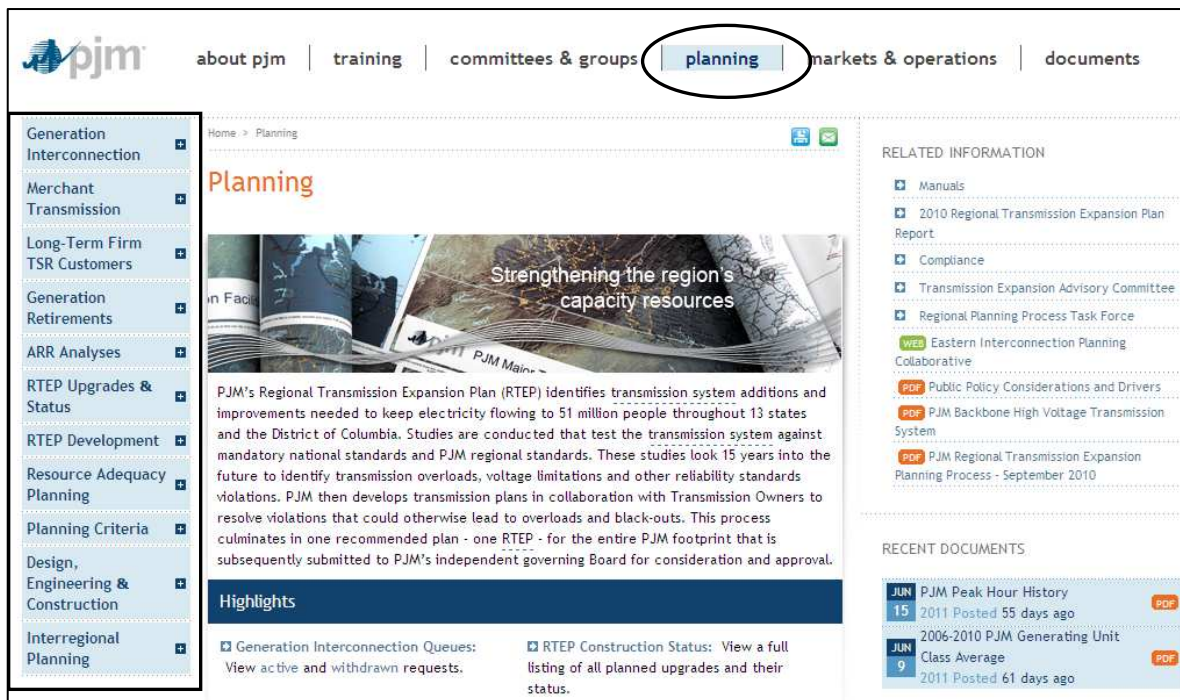 pjm
about pjm
training
committees & groups
planning
markets & operations
documents
Generation
Interconnection
Merchant
Transmission
Long-Term Firm
TSR Customers
Generation
Retirements
ARR Analyses
RTEP Upgrades &
Status
RTEP Development
Resource Adequacy
Planning
Planning Criteria
Design,
Engineering &
Construction
Interregional
Planning
Home > Planning
Planning
Strengthening the region's
capacity resources
on Facil
pjm PJM Major
PJM's Regional Transmission Expansion Plan (RTEP) identifies transmission system additions and
improvements needed to keep electricity flowing to 51 million people throughout 13 states
and the District of Columbia. Studies are conducted that test the transmission system against
mandatory national standards and PJM regional standards. These studies look 15 years into the
future to identify transmission overloads, voltage limitations and other reliability standards
violations. PJM then develops transmission plans in collaboration with Transmission Owners to
resolve violations that could otherwise lead to overloads and black-outs. This process
culminates in one recommended plan - one RTEP - for the entire PJM footprint that is
subsequently submitted to PJM's independent governing Board for consideration and approval.
Highlights
Generation Interconnection Queues:
View active and withdrawn requests.
RTEP Construction Status: View a full
listing of all planned upgrades and their
status.
RELATED INFORMATION
Manuals
2010 Regional Transmission Expansion Plan
Report
Compliance
Transmission Expansion Advisory Committee
Regional Planning Process Task Force
WEB Eastern Interconnection Planning
Collaborative
PDF Public Policy Considerations and Drivers
PDF PJM Backbone High Voltage Transmission
System
PDF PJM Regional Transmission Expansion
Planning Process - September 2010
RECENT DOCUMENTS
JUN 15 PJM Peak Hour History PDF
2011 Posted 55 days ago
JUN 9 2006-2010 PJM Generating Unit
Class Average PDF
2011 Posted 61 days ago